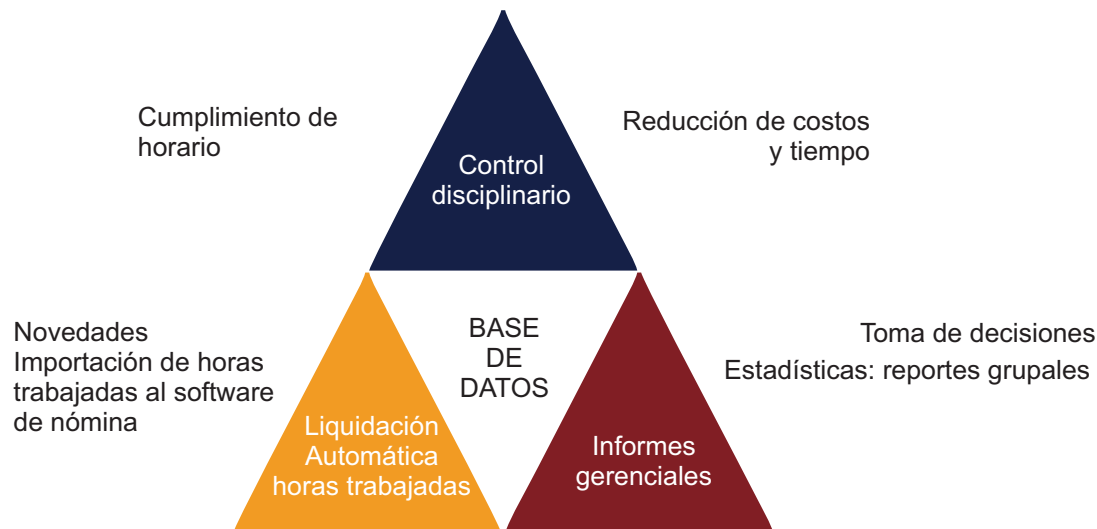 Cumplimiento de
horario
Reducción de costos
y tiempo
Control
disciplinario
Novedades
Importación de horas
trabajadas al software
de nómina
BASE
DE
DATOS
Toma de decisiones
Estadísticas: reportes grupales
Liquidación
Automática
horas trabajadas
Informes
gerenciales